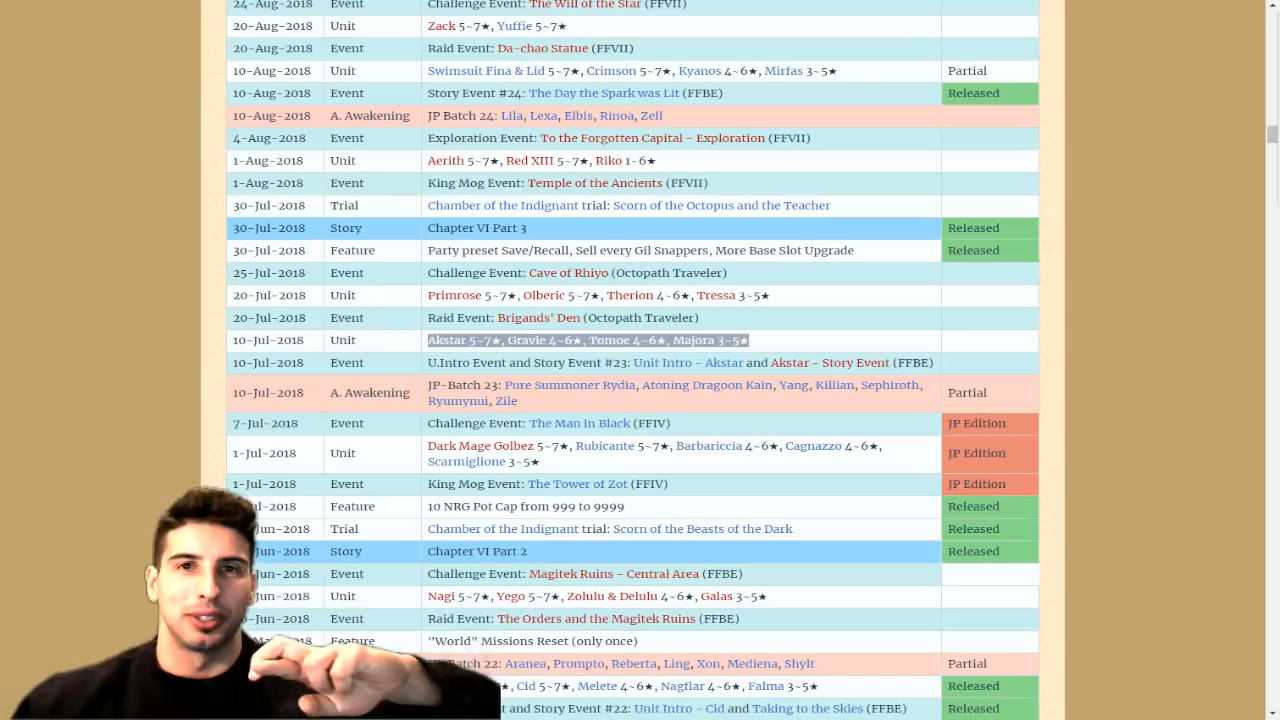 24-Aug-2018 Event Challenge Event: The Will of the Star (FFVII)
20-Aug-2018 Unit Zack 5~7★, Yuffie 5~7★
20-Aug-2018 Event Raid Event: Da-chao Statue (FFVII)
10-Aug-2018 Unit Swimsuit Fina & Lid 5~7★, Crimson 5~7★, Kyanos 4~6★, Mirfas 3~5★ Partial
10-Aug-2018 Event Story Event #24: The Day the Spark was Lit (FFBE) Released
10-Aug-2018 A. Awakening JP Batch 24: Lila, Lexa, Elbis, Rinoa, Zell
4-Aug-2018 Event Exploration Event: To the Forgotten Capital - Exploration (FFVII)
1-Aug-2018 Unit Aerith 5~7★, Red XIII 5~7★, Riko 1~6★
1-Aug-2018 Event King Mog Event: Temple of the Ancients (FFVII)
30-Jul-2018 Trial Chamber of the Indignant trial: Scorn of the Octopus and the Teacher
30-Jul-2018 Story Chapter VI Part 3 Released
30-Jul-2018 Feature Party preset Save/Recall, Sell every Gil Snappers, More Base Slot Upgrade Released
25-Jul-2018 Event Challenge Event: Cave of Rhiyo (Octopath Traveler)
20-Jul-2018 Unit Primrose 5~7★, Olberic 5~7★, Therion 4~6★, Tressa 3~5★
20-Jul-2018 Event Raid Event: Brigands' Den (Octopath Traveler)
10-Jul-2018 Unit Akstar 5~7★, Gravie 4~6★, Tomoe 4~6★, Majora 3~5★
10-Jul-2018 Event U.Intro Event and Story Event #23: Unit Intro - Akstar and Akstar - Story Event (FFBE)
10-Jul-2018 A. Awakening JP-Batch 23: Pure Summoner Rydia, Atoning Dragoon Kain, Yang, Killian, Sephiroth, Partial
Ryumynui, Zile
7-Jul-2018 Event Challenge Event: The Man in Black (FFIV) JP Edition
1-Jul-2018 Unit Dark Mage Golbez 5~7★, Rubicante 5~7★, Barbariccia 4~6★, Cagnazzo 4~6★, JP Edition
Scarmiglione 3~5★
1-Jul-2018 Event King Mog Event: The Tower of Zot (FFIV) JP Edition
ul-2018 Feature 10 NRG Pot Cap from 999 to 9999 Released
un-2018 Trial Chamber of the Indignant trial: Scorn of the Beasts of the Dark Released
Jun-2018 Story Chapter VI Part 2 Released
Jun-2018 Event Challenge Event: Magitek Ruins - Central Area (FFBE)
un-2018 Unit Nagi 5~7★, Yego 5~7★, Zolulu & Delulu 4~6★, Galas 3~5★
un-2018 Event Raid Event: The Orders and the Magitek Ruins (FFBE)
2018 Feature "World" Missions Reset (only once)
Batch 22: Aranea, Prompto, Reberta, Ling, Xon, Mediena, Shylt Partial
, Cid 5~7★, Melete 4~6★, Nagflar 4~6★, Falma 3~5★ Released
t and Story Event #22: Unit Intro - Cid and Taking to the Skies (FFBE) Released